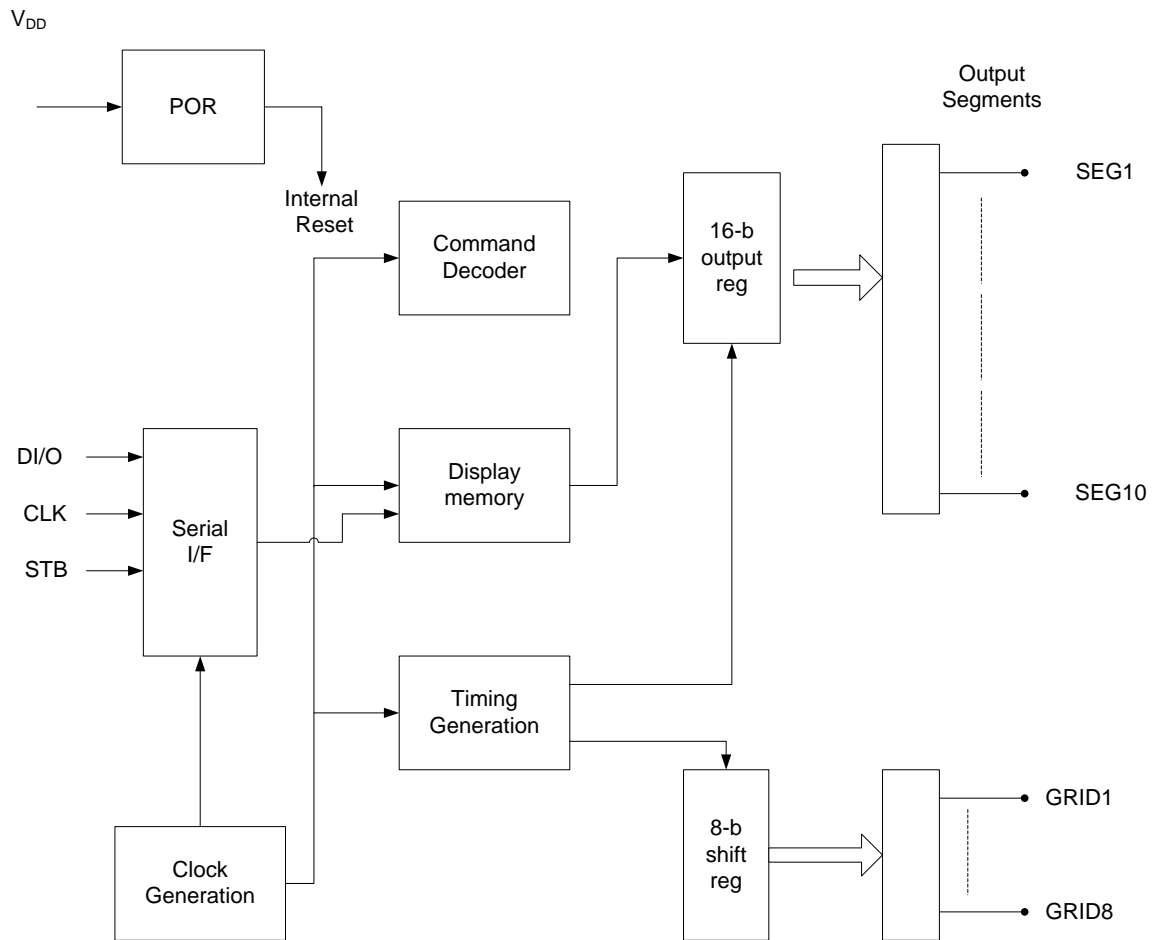 VDD
POR
Internal
Reset
Output
Segments
Command
Decoder
16-b
output
reg
SEG1
SEG10
DI/O
CLK
STB
Serial
I/F
Display
memory
Timing
Generation
Clock
Generation
8-b
shift
reg
GRID1
GRID8